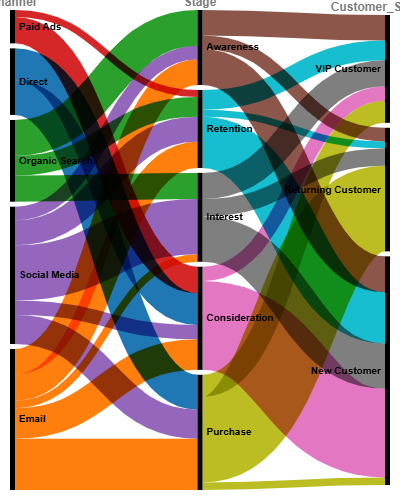 Channel
Stage
Customer_S
Paid Ads
Awareness
VIP Customer
Direct
Retention
Organic Search
Returning Customer
Interest
Social Media
Consideration
New Customer
Email
Purchase